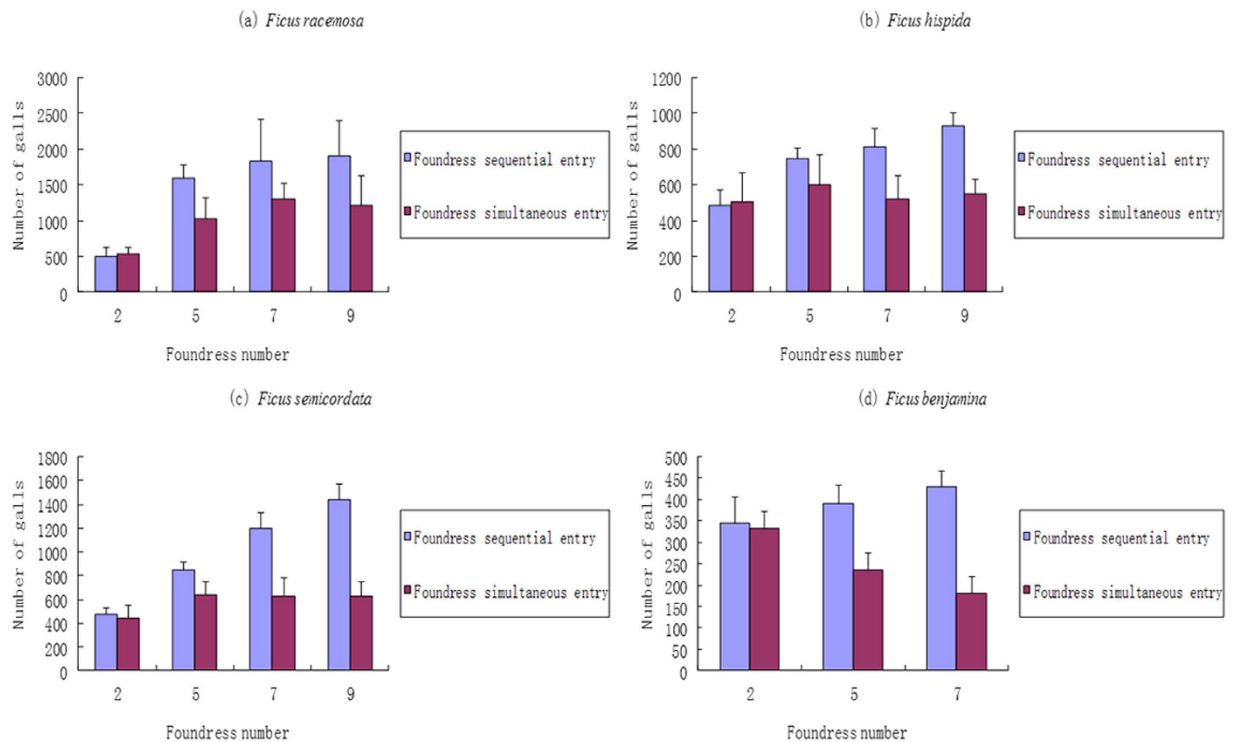 (a) Ficus racemosa
Number of galls
3000
2500
2000
1500
1000
500
0
2 5 7 9
Foundress number
Foundress sequential entry
Foundress simultaneous entry
(b) Ficus hispida
Number of galls
1200
1000
800
600
400
200
0
2 5 7 9
Foundress number
Foundress sequential entry
Foundress simultaneous entry
(c) Ficus semicordata
Number of galls
1800
1600
1400
1200
1000
800
600
400
200
0
2 5 7 9
Foundress number
Foundress sequential entry
Foundress simultaneous entry
(d) Ficus benjamina
Number of galls
500
450
400
350
300
250
200
150
100
50
0
2 5 7
Foundress number
Foundress sequential entry
Foundress simultaneous entry